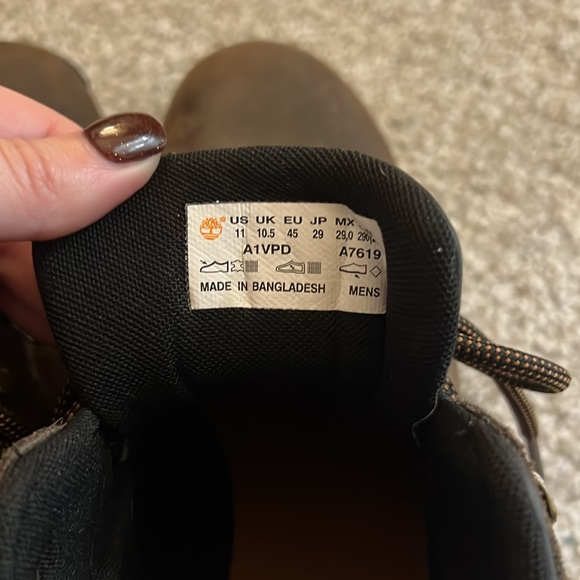 US UK EU JP MX
11 10.5 45 29 29.0
A1VPD A7619
MADE IN BANGLADESH MENS